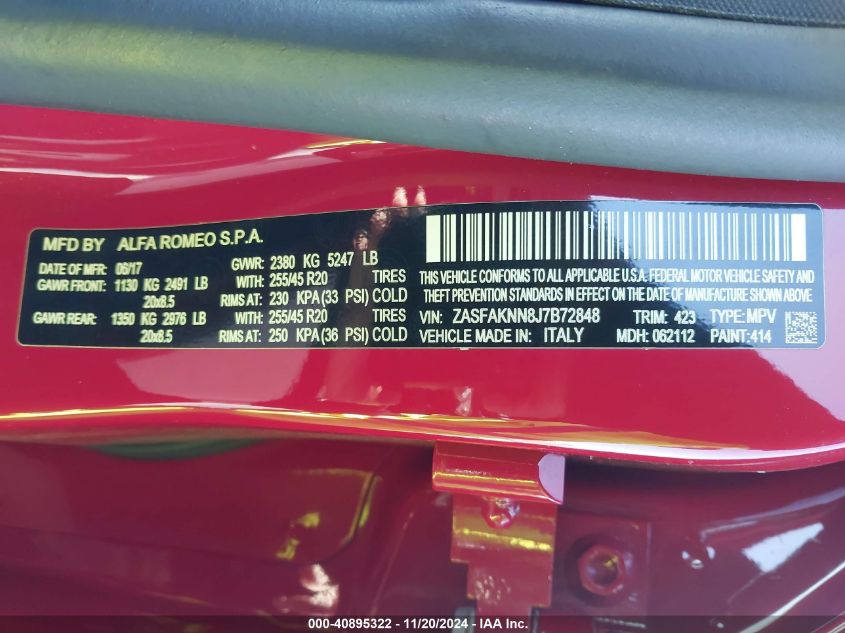 MFD BY ALFA ROMEO S.P.A.
DATE OF MFR: 06/17 GVWR: 2380 KG 5247 LB
GAWR FRONT: 1130 KG 2491 LB WITH: 255/45 R20 TIRES
20x8.5 RIMS AT: 230 KPA (33 PSI) COLD
GAWR REAR: 1350 KG 2976 LB WITH: 255/45 R20 TIRES
20x8.5 RIMS AT: 250 KPA (36 PSI) COLD
THIS VEHICLE CONFORMS TO ALL APPLICABLE U.S.A. FEDERAL MOTOR VEHICLE SAFETY AND
THEFT PREVENTION STANDARDS IN EFFECT ON THE DATE OF MANUFACTURE SHOWN ABOVE
VIN: ZASFAKNN8J7B72848 TRIM: 423 TYPE: MPV
VEHICLE MADE IN: ITALY MDH: 062112 PAINT: 414
000-40895322 - 11/20/2024 - IAA Inc.